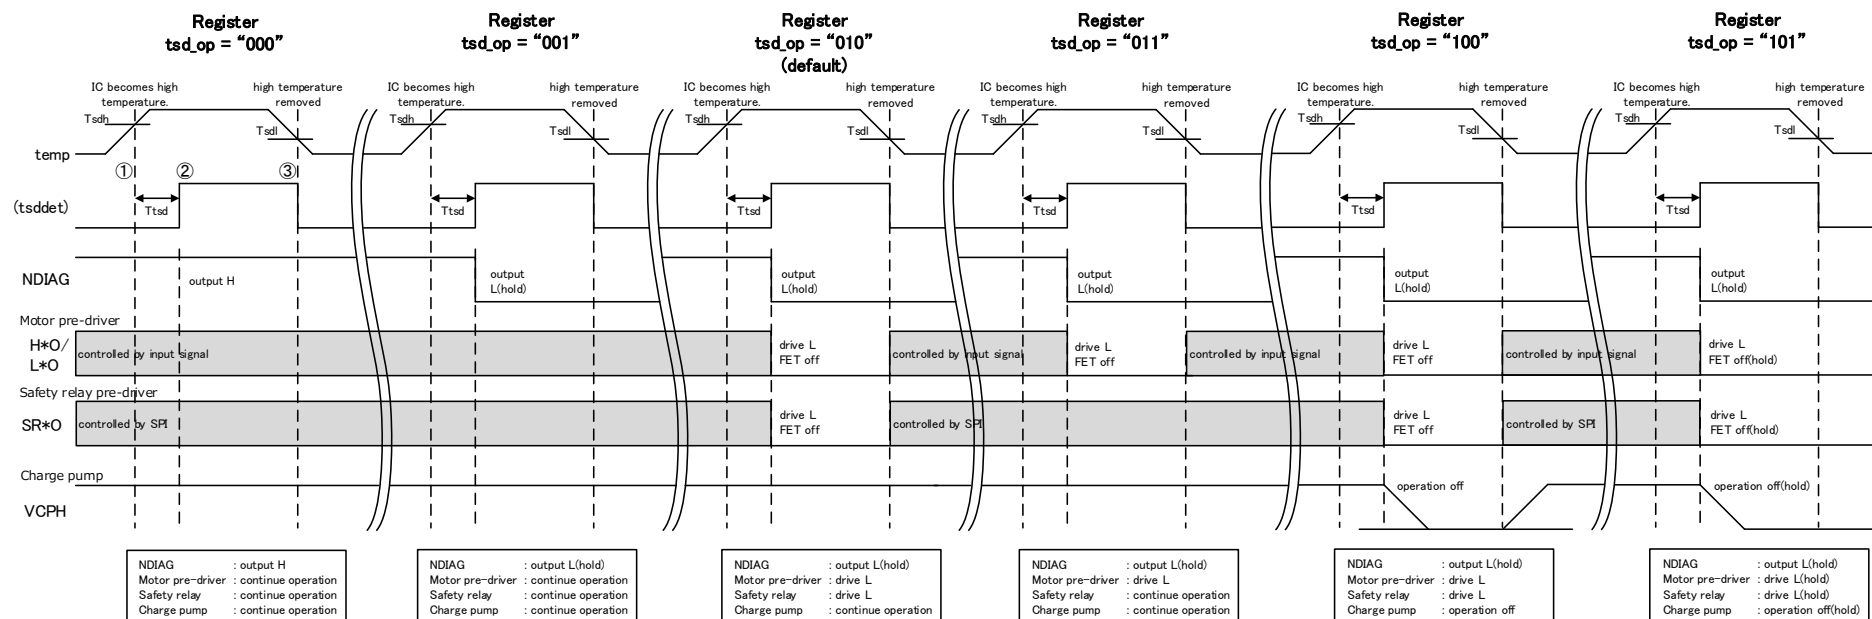 Register
tsd_op = “000”
Register
tsd_op = “001”
Register
tsd_op = “010”
(default)
Register
tsd_op = “011”
Register
tsd_op = “100”
Register
tsd_op = “101”
IC becomes high
temperature.
high temperature
removed
IC becomes high
temperature.
high temperature
removed
IC becomes high
temperature.
high temperature
removed
IC becomes high
temperature.
high temperature
removed
IC becomes high
temperature.
high temperature
removed
IC becomes high
temperature.
high temperature
removed
Tsdh
Tsdl
Tsdh
Tsdl
Tsdh
Tsdl
Tsdh
Tsdl
Tsdh
Tsdl
Tsdh
Tsdl
temp
① ② ③
(tsddet)
Ttsd
Ttsd
Ttsd
Ttsd
Ttsd
Ttsd
NDIAG
output H
output
L(hold)
output
L(hold)
output
L(hold)
output
L(hold)
output
L(hold)
Motor pre-driver
H*O/
L*O
controlled by input signal
drive L
FET off
controlled by input signal
drive L
FET off
controlled by input signal
drive L
FET off
controlled by input signal
drive L
FET off(hold)
Safety relay pre-driver
SR*O
controlled by SPI
drive L
FET off
controlled by SPI
drive L
FET off
controlled by SPI
drive L
FET off(hold)
Charge pump
VCPH
operation off
operation off(hold)
NDIAG : output H
Motor pre-driver : continue operation
Safety relay : continue operation
Charge pump : continue operation
NDIAG : output L(hold)
Motor pre-driver : continue operation
Safety relay : continue operation
Charge pump : continue operation
NDIAG : output L(hold)
Motor pre-driver : drive L
Safety relay : drive L
Charge pump : continue operation
NDIAG : output L(hold)
Motor pre-driver : drive L
Safety relay : continue operation
Charge pump : continue operation
NDIAG : output L(hold)
Motor pre-driver : drive L
Safety relay : drive L
Charge pump : operation off
NDIAG : output L(hold)
Motor pre-driver : drive L(hold)
Safety relay : drive L(hold)
Charge pump : operation off(hold)